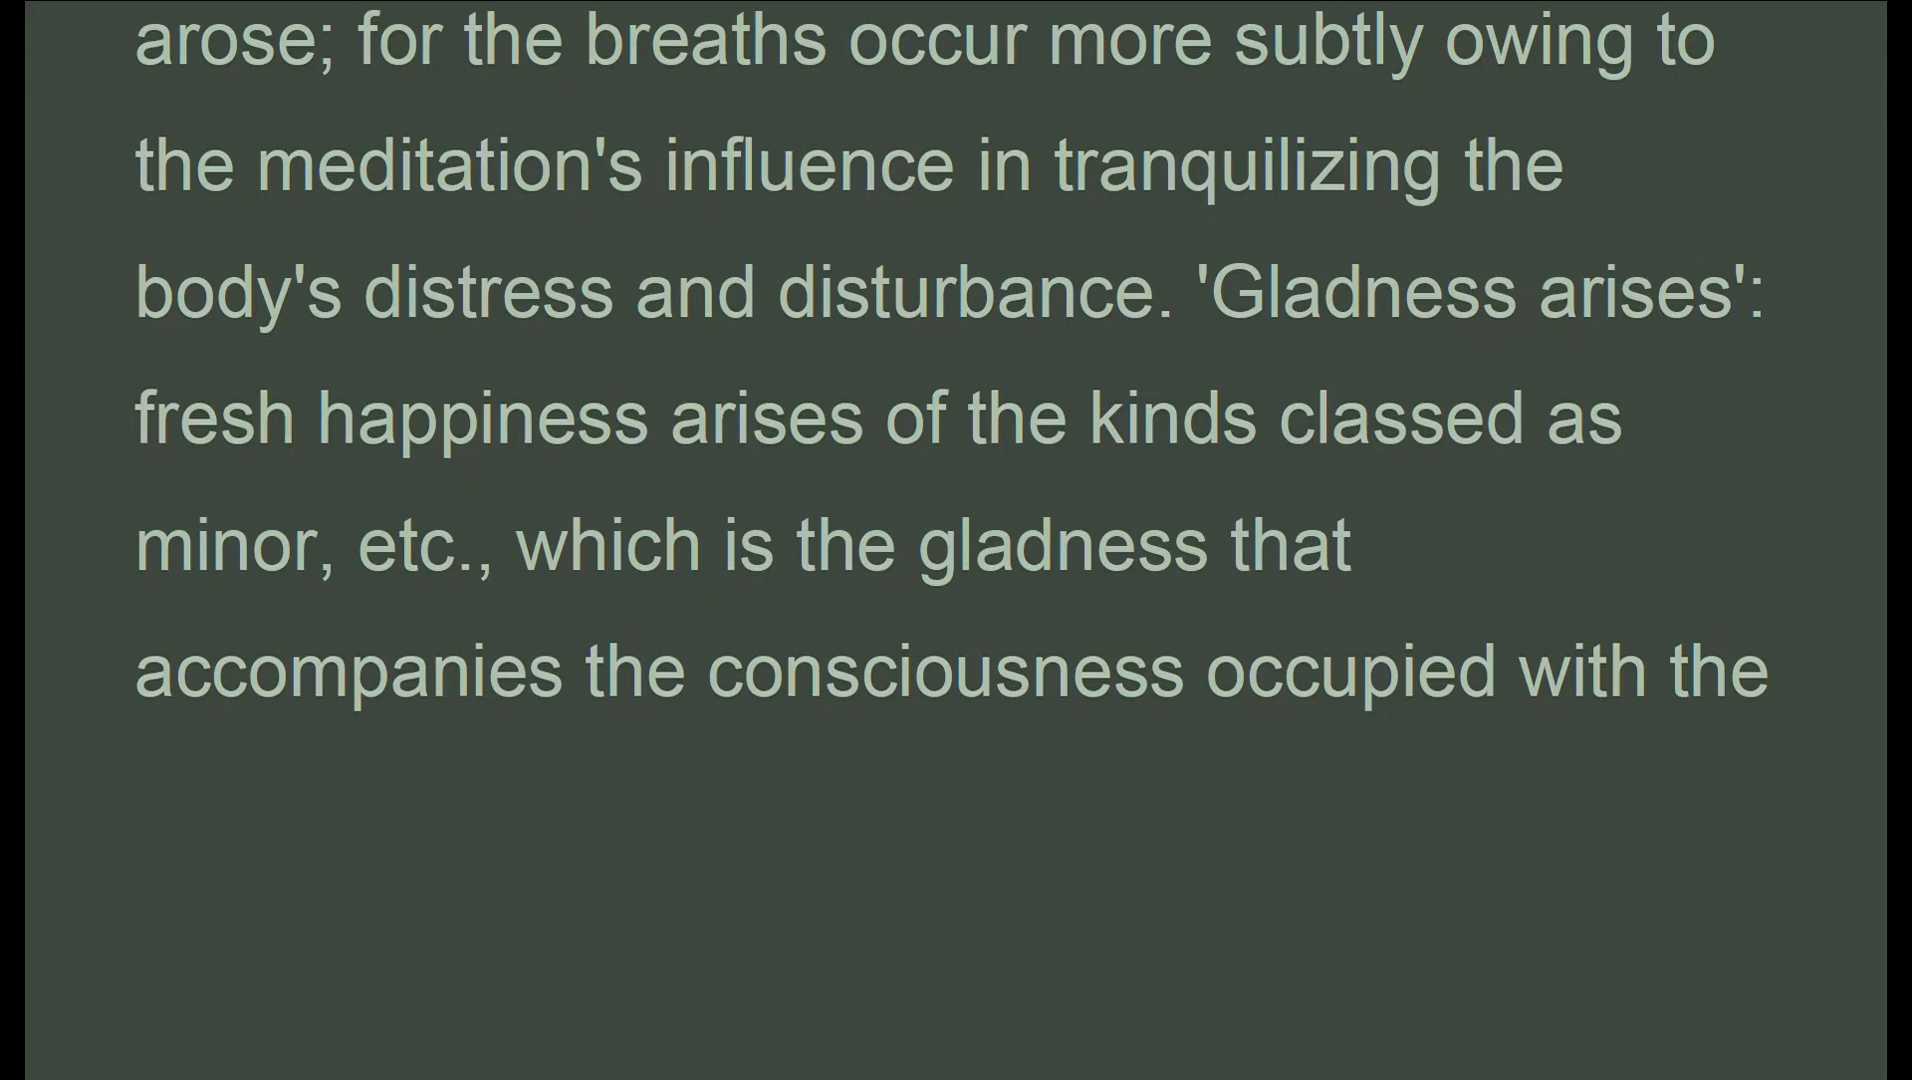 arose; for the breaths occur more subtly owing to
the meditation's influence in tranquilizing the
body's distress and disturbance. 'Gladness arises':
fresh happiness arises of the kinds classed as
minor, etc., which is the gladness that
accompanies the consciousness occupied with the